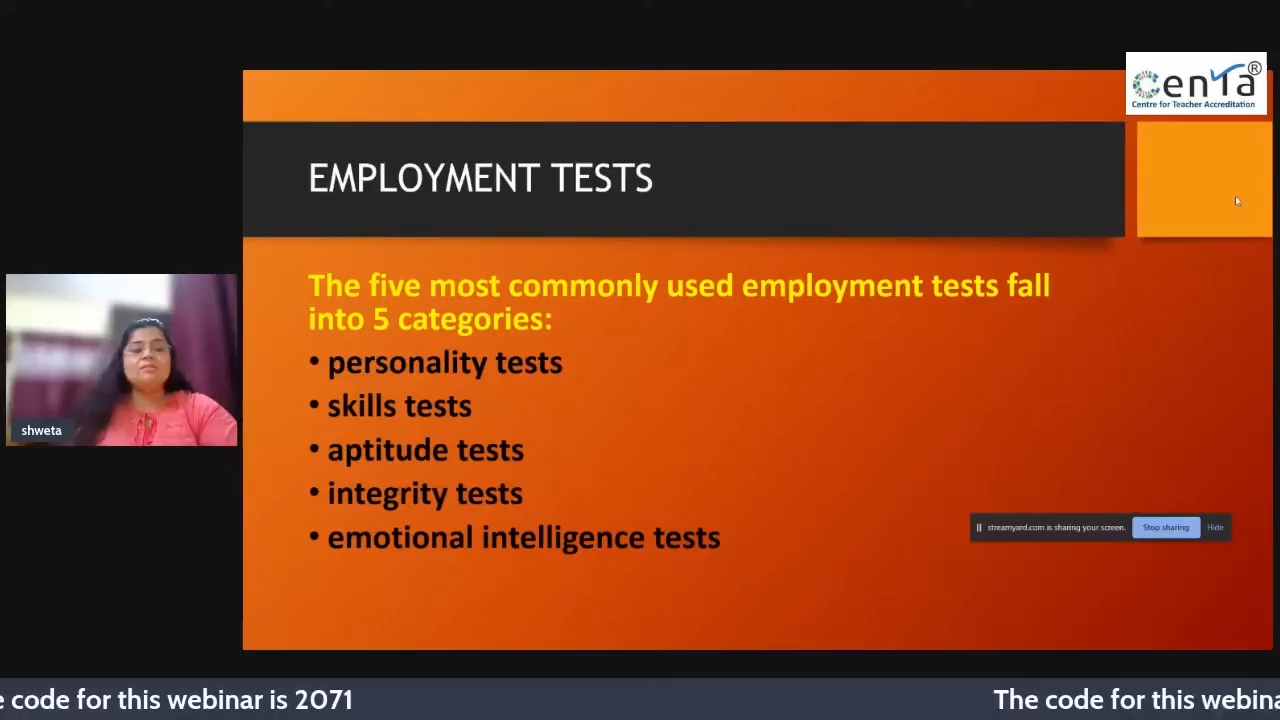 CENTA®
Centre for Teacher Accreditation
EMPLOYMENT TESTS
The five most commonly used employment tests fall
into 5 categories:
• personality tests
• skills tests
• aptitude tests
• integrity tests
• emotional intelligence tests
shweta
streamyard.com is sharing your screen. Stop sharing Hide
e code for this webinar is 2071 The code for this webina